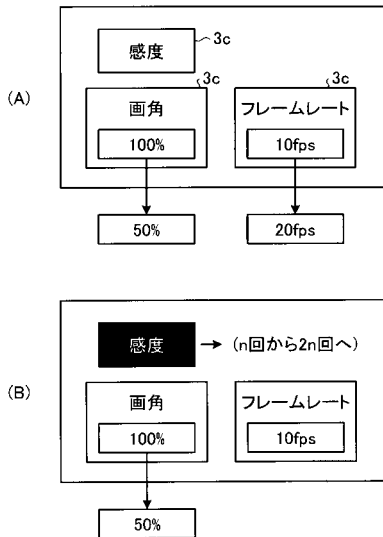 (A)
感度
3c
画角
3c
100%
フレームレート
3c
10fps
50%
20fps
(B)
感度
(n回から2n回へ)
画角
100%
フレームレート
10fps
50%